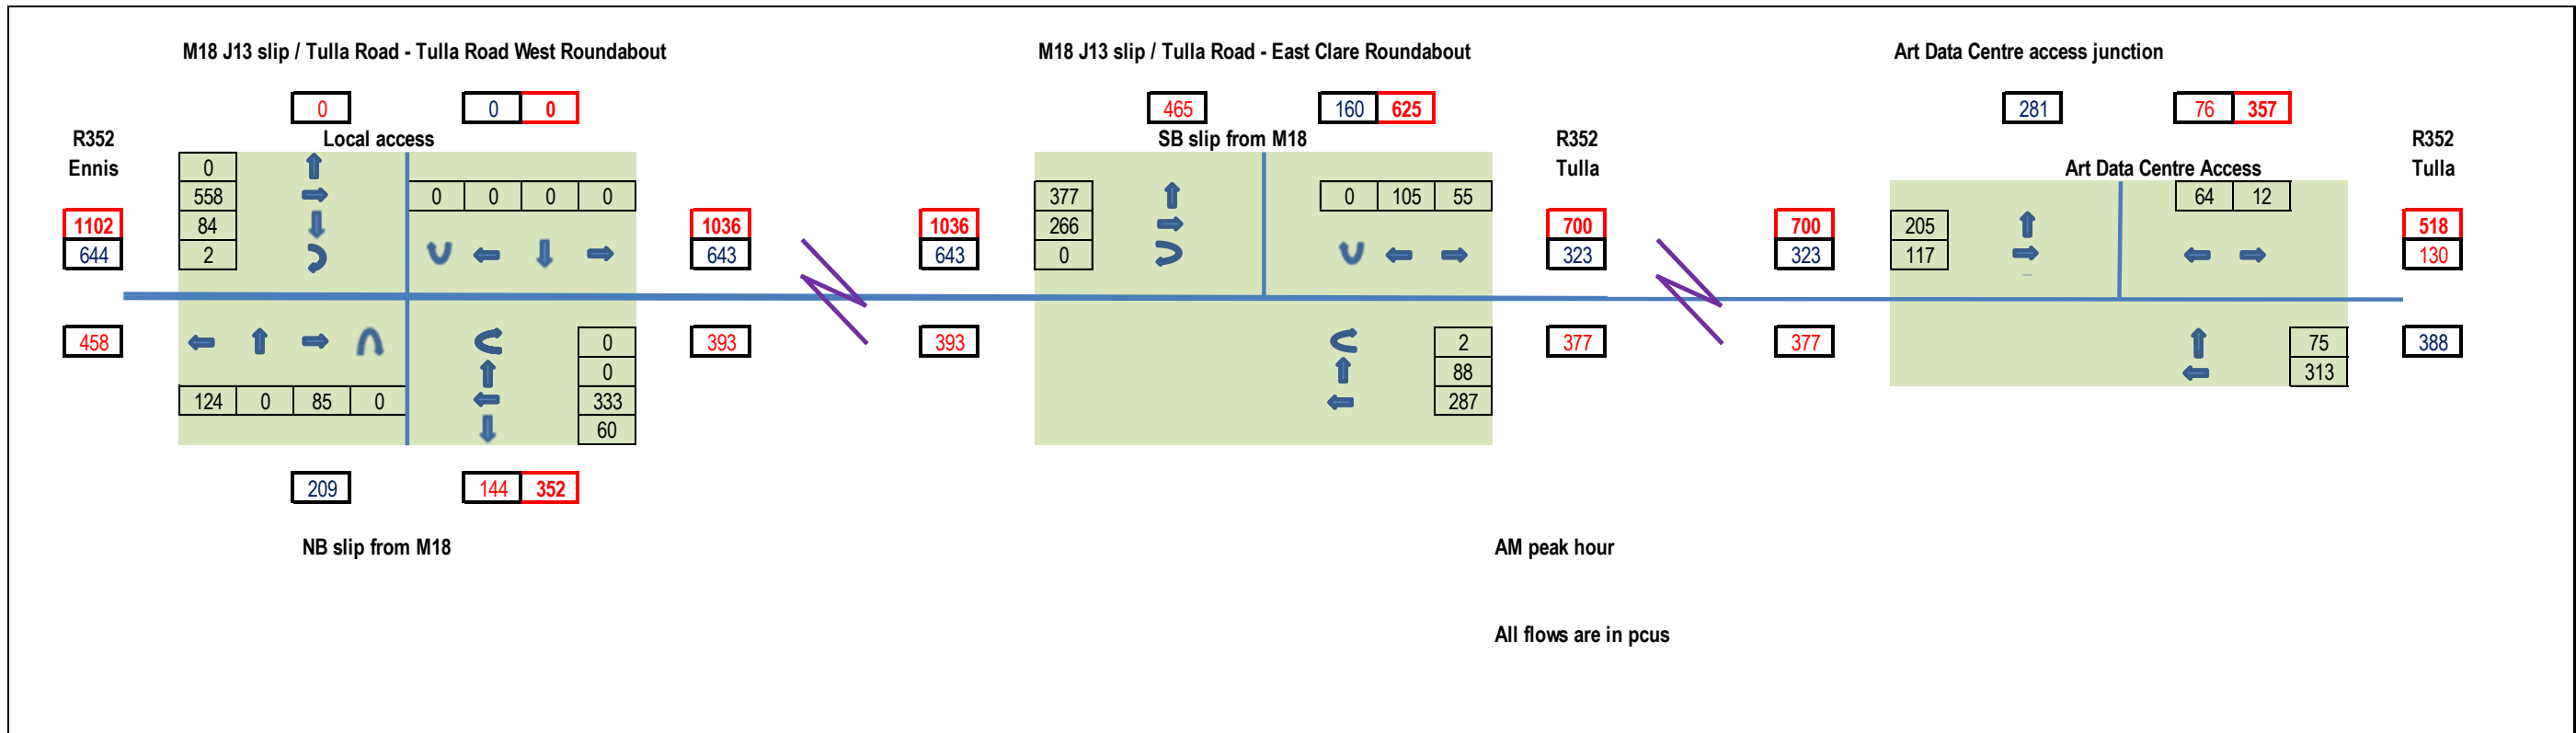 M18 J13 slip / Tulla Road - Tulla Road West Roundabout M18 J13 slip / Tulla Road - East Clare Roundabout Art Data Centre access junction
0 0 0 465 160 625 281 76 357
R352 Local access SB slip from M18 R352 R352
Ennis 0 Tulla Art Data Centre Access Tulla
558 0 0 0 0 377 0 105 55 64 12
1102 84 1036 1036 266 700 700 205 518
644 2 643 643 0 323 323 117 130
458 0 393 393 2 377 377 75 388
0 88 313
124 0 85 0 333 287
60
209 144 352
NB slip from M18 AM peak hour
All flows are in pcus